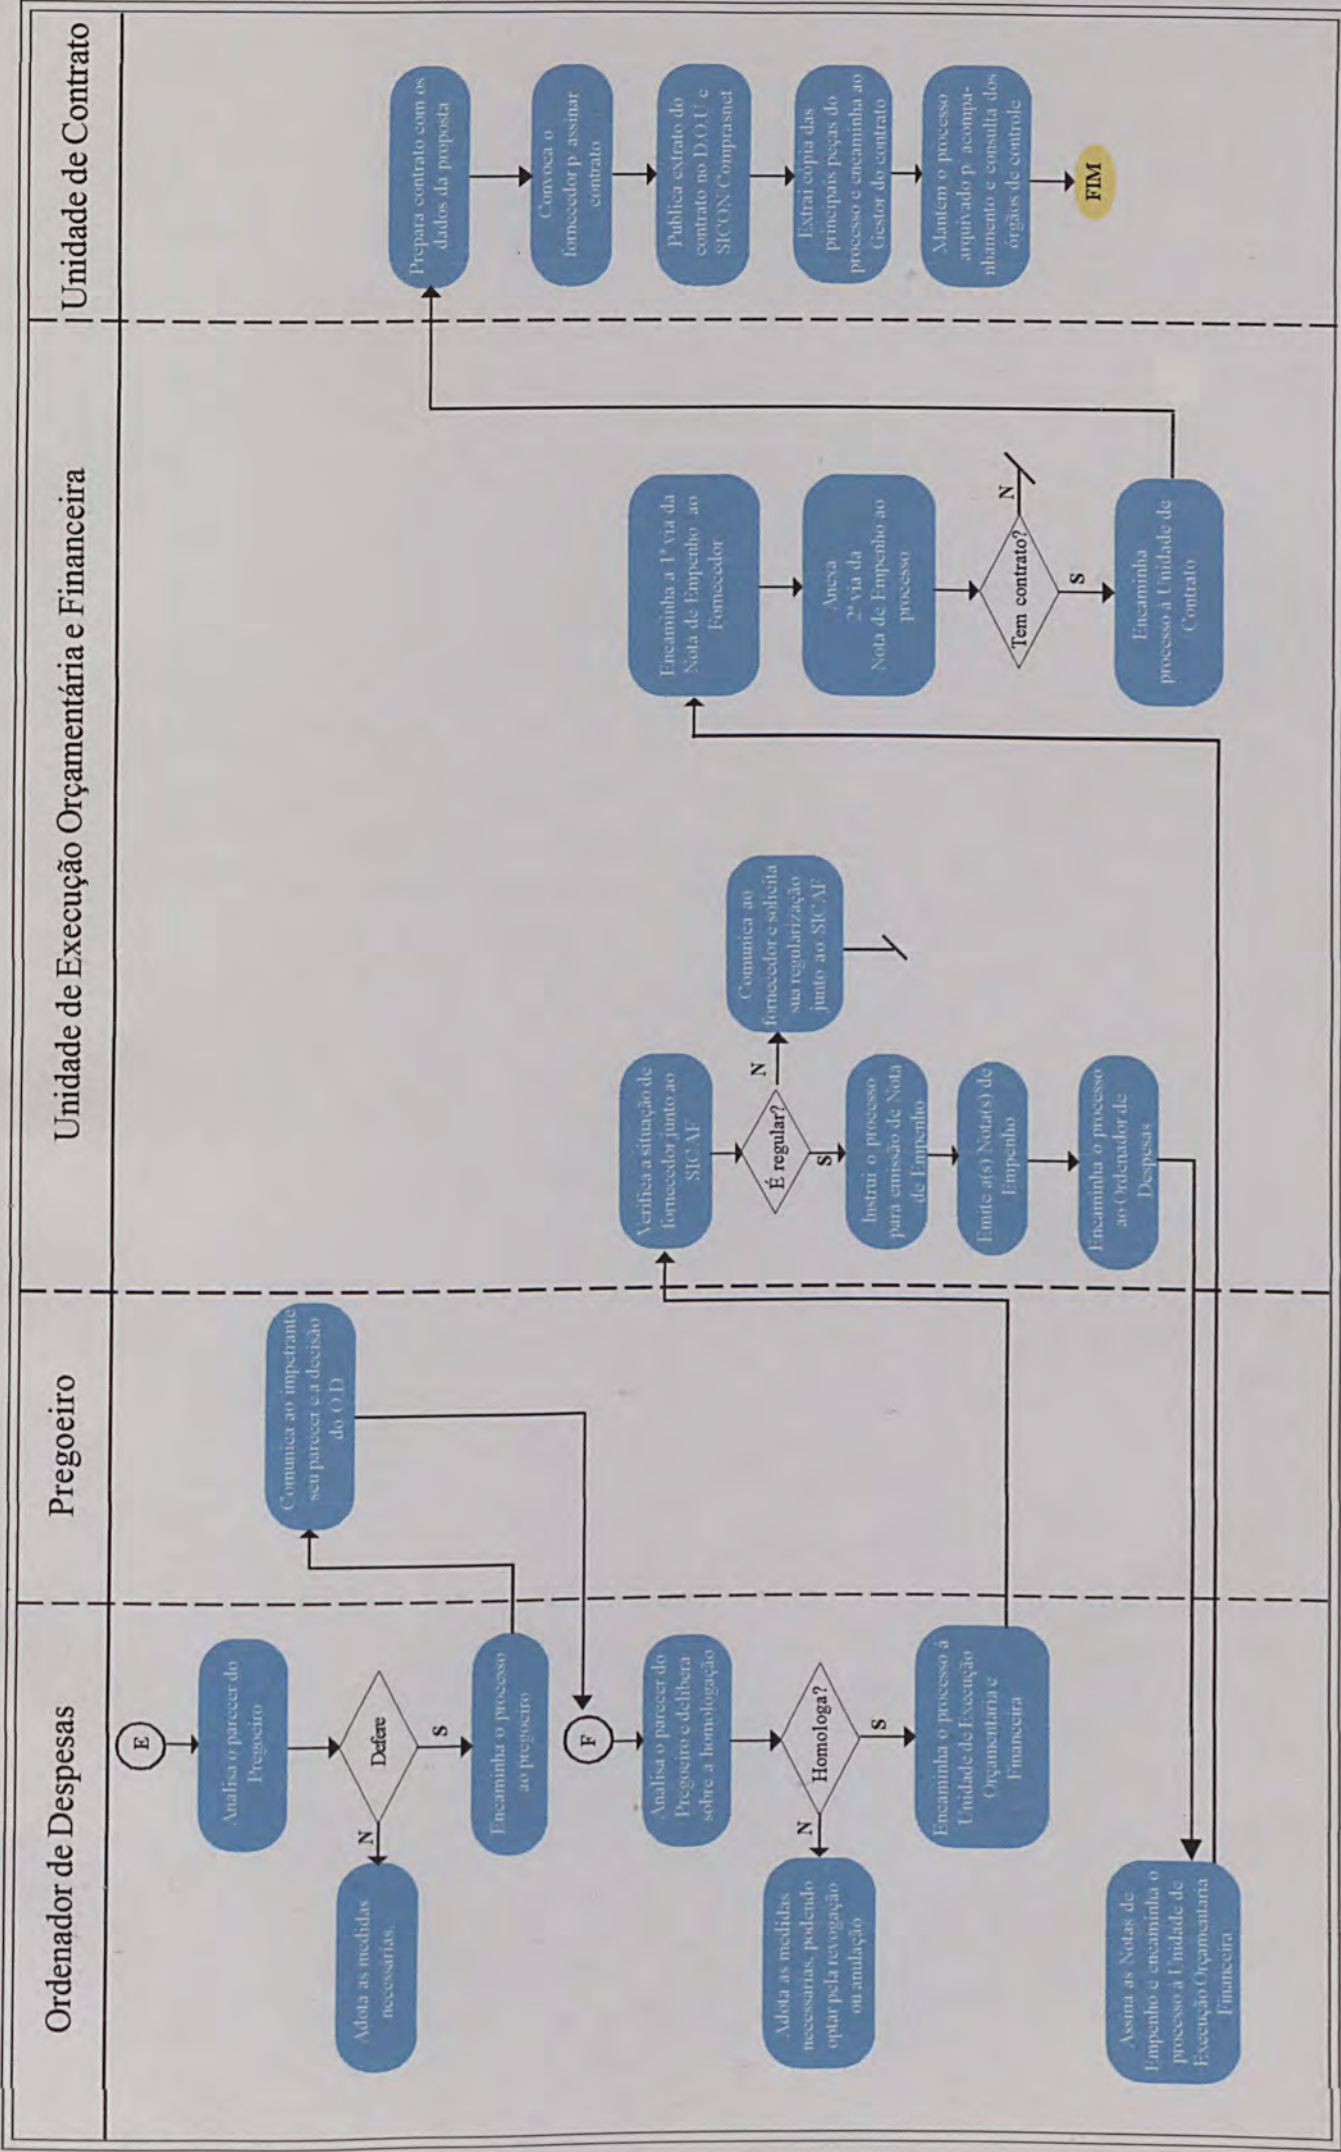 Ordenador de Despesas
Pregoeiro
Unidade de Execução Orçamentária e Financeira
Unidade de Contrato
E
Analisa o parecer do
Pregoeiro
Defere
N
Adota as medidas
necessárias.
S
Encaminha o processo
ao pregoeiro
Comunica ao impetrante
seu parecer e a decisão
do O.D
F
Analisa o parecer do
Pregoeiro e delibera
sobre a homologação
Homologa?
N
Adota as medidas
necessárias, podendo
optar pela revogação
ou anulação
S
Encaminha o processo à
Unidade de Execução
Orçamentaria e
Financeira
Verifica a situação de
fornecedor junto ao
SICAF
É regular?
N
Comunica ao
fornecedor e solicita
sua regularização
junto ao SICAF
S
Instrui o processo
para emissão de Nota
de Empenho
Emite a(s) Nota(s) de
Empenho
Encaminha o processo
ao Ordenador de
Despesas
Assina as Notas de
Empenho e encaminha o
processo à Unidade de
Execução Orçamentaria
Financeira
Encaminha a 1ª via da
Nota de Empenho ao
Fornecedor
Anexa
2ª via da
Nota de Empenho ao
processo
Tem contrato?
N
S
Encaminha
processo à Unidade de
Contrato
Prepara contrato com os
dados da proposta
Convoca o
fornecedor p. assinar
contrato
Publica extrato do
contrato no D.O.U e
SICON/Comprasnet
Extrai cópia das
principais peças do
processo e encaminha ao
Gestor do contrato
Mantém o processo
arquivado p. acompa-
nhamento e consulta dos
órgãos de controle
FIM